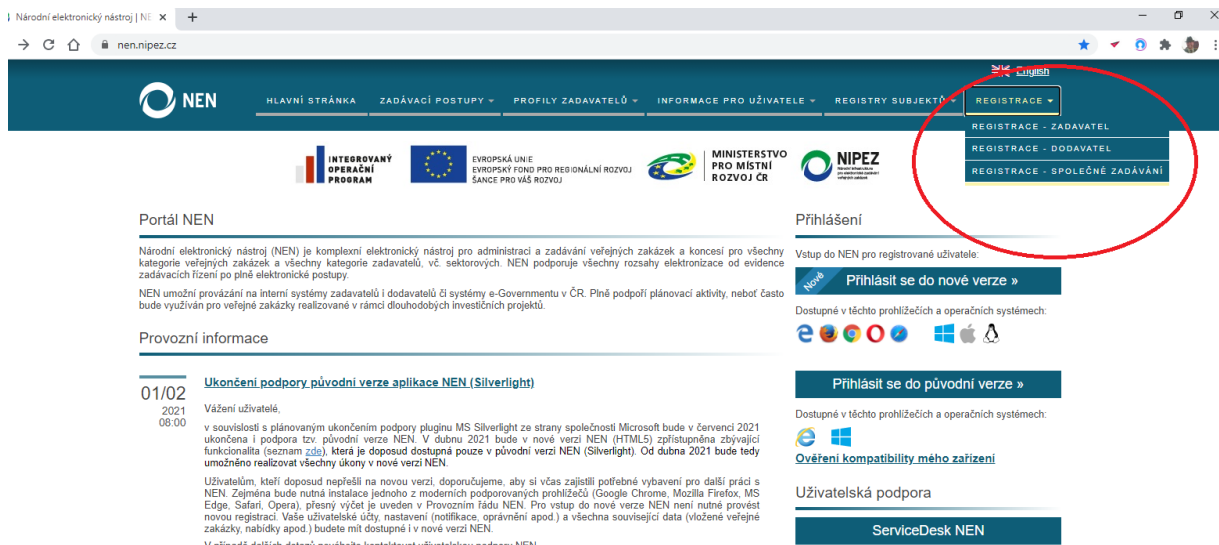 Národní elektronický nástroj | NE
nen.nipez.cz
English
NEN
HLAVNÍ STRÁNKA
ZADÁVACÍ POSTUPY
PROFILY ZADAVATELŮ
INFORMACE PRO UŽIVATELE
REGISTRY SUBJEKTŮ
REGISTRACE
REGISTRACE - ZADAVATEL
REGISTRACE - DODAVATEL
REGISTRACE - SPOLEČNÉ ZADÁVÁNÍ
INTEGROVANÝ
OPERAČNÍ
PROGRAM
EVROPSKÁ UNIE
EVROPSKÝ FOND PRO REGIONÁLNÍ ROZVOJ
ŠANCE PRO VÁŠ ROZVOJ
MINISTERSTVO
PRO MÍSTNÍ
ROZVOJ ČR
NIPEZ
Portál NEN
Národní elektronický nástroj (NEN) je komplexní elektronický nástroj pro administraci a zadávání veřejných zakázek a koncesí pro všechny
kategorie veřejných zakázek a všechny kategorie zadavatelů, vč. sektorových. NEN podporuje všechny rozsahy elektronizace od evidence
zadávacích řízení po plně elektronické postupy.
NEN umožní provázání na interní systémy zadavatelů i dodavatelů či systémy e-Governmentu v ČR. Plně podpoří plánovací aktivity, neboť často
bude využíván pro veřejné zakázky realizované v rámci dlouhodobých investičních projektů.
Provozní informace
01/02
2021
08:00
Ukončení podpory původní verze aplikace NEN (Silverlight)
Vážení uživatelé,
v souvislosti s plánovaným ukončením podpory pluginu MS Silverlight ze strany společnosti Microsoft bude v červenci 2021
ukončena i podpora tzv. původní verze NEN. V dubnu 2021 bude v nové verzi NEN (HTML5) zpřístupněna zbývající
funkcionalita (seznam zde), která je doposud dostupná pouze v původní verzi NEN (Silverlight). Od dubna 2021 bude tedy
umožněno realizovat všechny úkony v nové verzi NEN.
Uživatelům, kteří doposud nepřešli na novou verzi, doporučujeme, aby si včas zajistili potřebné vybavení pro další práci s
NEN. Zejména bude nutná instalace jednoho z moderních podporovaných prohlížečů (Google Chrome, Mozilla Firefox, MS
Edge, Safari, Opera), přesný výčet je uveden v Provozním řádu NEN. Pro vstup do nové verze NEN není nutné provést
novou registraci. Vaše uživatelské účty, nastavení (notifikace, oprávnění apod.) a všechna související data (vložené veřejné
zakázky, nabídky apod.) budete mít dostupné i v nové verzi NEN.
V případě dalších dotazů neváhejte kontaktovat uživatelskou podporu NEN.
Přihlášení
Vstup do NEN pro registrované uživatele:
Nové
Přihlásit se do nové verze »
Dostupné v těchto prohlížečích a operačních systémech:
Přihlásit se do původní verze »
Dostupné v těchto prohlížečích a operačních systémech:
Ověření kompatibility mého zařízení
Uživatelská podpora
ServiceDesk NEN